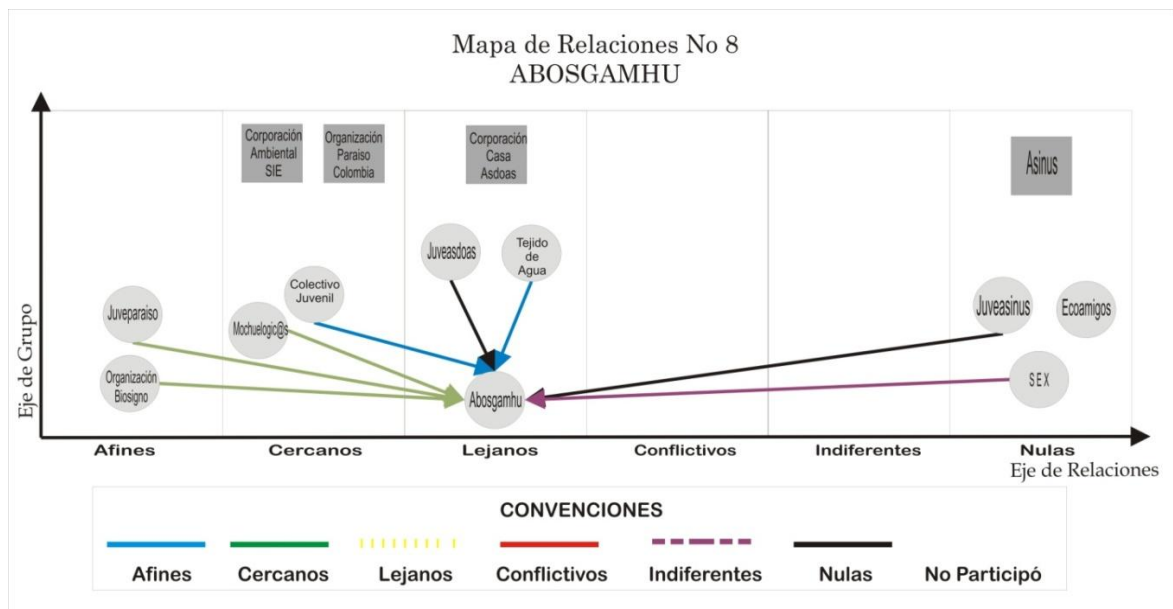 Mapa de Relaciones No 8
ABOSGAMHU
Eje de Grupo
Corporación
Ambiental
SIE
Organización
Paraiso
Colombia
Corporación
Casa
Asdoas
Asinus
Juveparaiso
Organización
Biosigno
Mochuelogic@s
Colectivo
Juvenil
Juveasdoas
Tejido
de
Agua
Abosgamhu
Juveasinus
Ecoamigos
SEX
Afines Cercanos Lejanos Conflictivos Indiferentes Nulas
Eje de Relaciones
CONVENCIONES
Afines Cercanos Lejanos Conflictivos Indiferentes Nulas No Participó